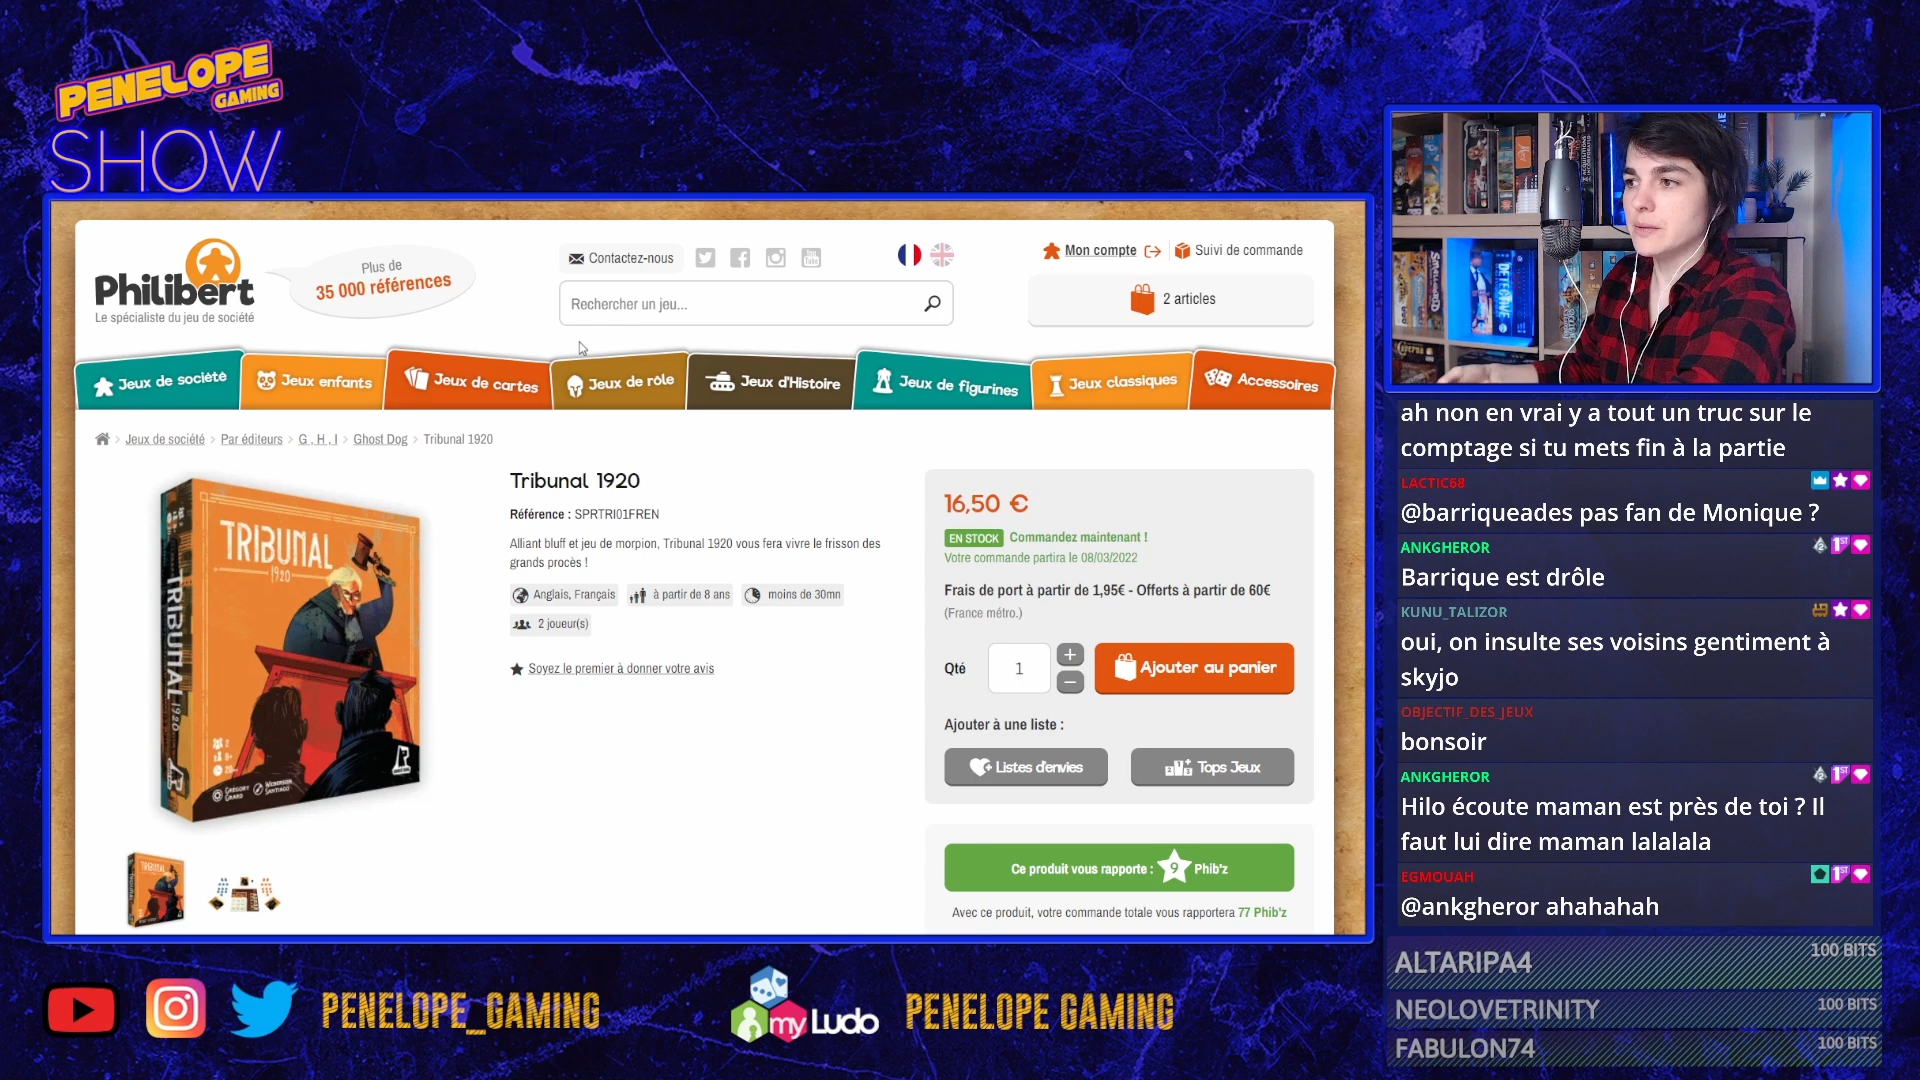 PENELOPE
GAMING
SHOW
Philibert
Le spécialiste du jeu de société
Plus de
35 000 références
Contactez-nous
Mon compte
Suivi de commande
Rechercher un jeu...
2 articles
Jeux de société
Jeux enfants
Jeux de cartes
Jeux de rôle
Jeux d'Histoire
Jeux de figurines
Jeux classiques
Accessoires
> Jeux de société > Par éditeurs > G , H , I > Ghost Dog > Tribunal 1920
TRIBUNAL
1920
TRIBUNAL 1920
GRÉGORY
GRARD
WENDERSON
SANTIAGO
Tribunal 1920
Référence : SPRTRI01FREN
Alliant bluff et jeu de morpion, Tribunal 1920 vous fera vivre le frisson des
grands procès !
Anglais, Français
à partir de 8 ans
moins de 30mn
2 joueur(s)
Soyez le premier à donner votre avis
16,50 €
EN STOCK Commandez maintenant !
Votre commande partira le 08/03/2022
Frais de port à partir de 1,95€ - Offerts à partir de 60€
(France métro.)
Qté
1
+
−
Ajouter au panier
Ajouter à une liste :
Listes d'envies
Tops Jeux
Ce produit vous rapporte : 9 Phib'z
Avec ce produit, votre commande totale vous rapportera 77 Phib'z
TRIBUNAL
DETECTIVE
ah non en vrai y a tout un truc sur le
comptage si tu mets fin à la partie
LACTIC68
@barriqueades pas fan de Monique ?
ANKGHEROR
Barrique est drôle
KUNU_TALIZOR
oui, on insulte ses voisins gentiment à
skyjo
OBJECTIF_DES_JEUX
bonsoir
ANKGHEROR
Hilo écoute maman est près de toi ? Il
faut lui dire maman lalalala
EGMOUAH
@ankgheror ahahahah
ALTARIPA4
100 BITS
NEOLOVETRINITY
100 BITS
FABULON74
100 BITS
PENELOPE_GAMING
my Ludo
PENELOPE GAMING